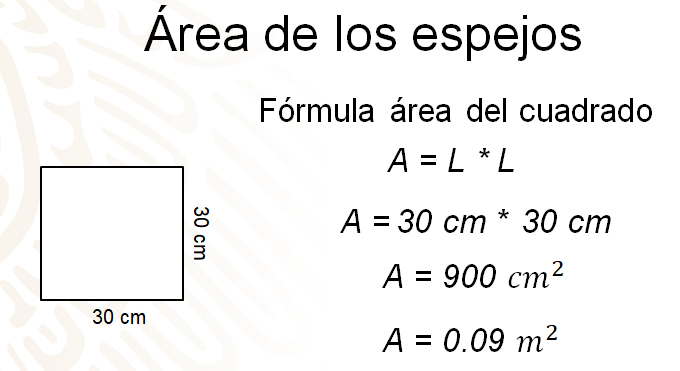 Área de los espejos
Fórmula área del cuadrado
A = L * L
A = 30 cm * 30 cm
A = 900 cm²
A = 0.09 m²
30 cm
30 cm